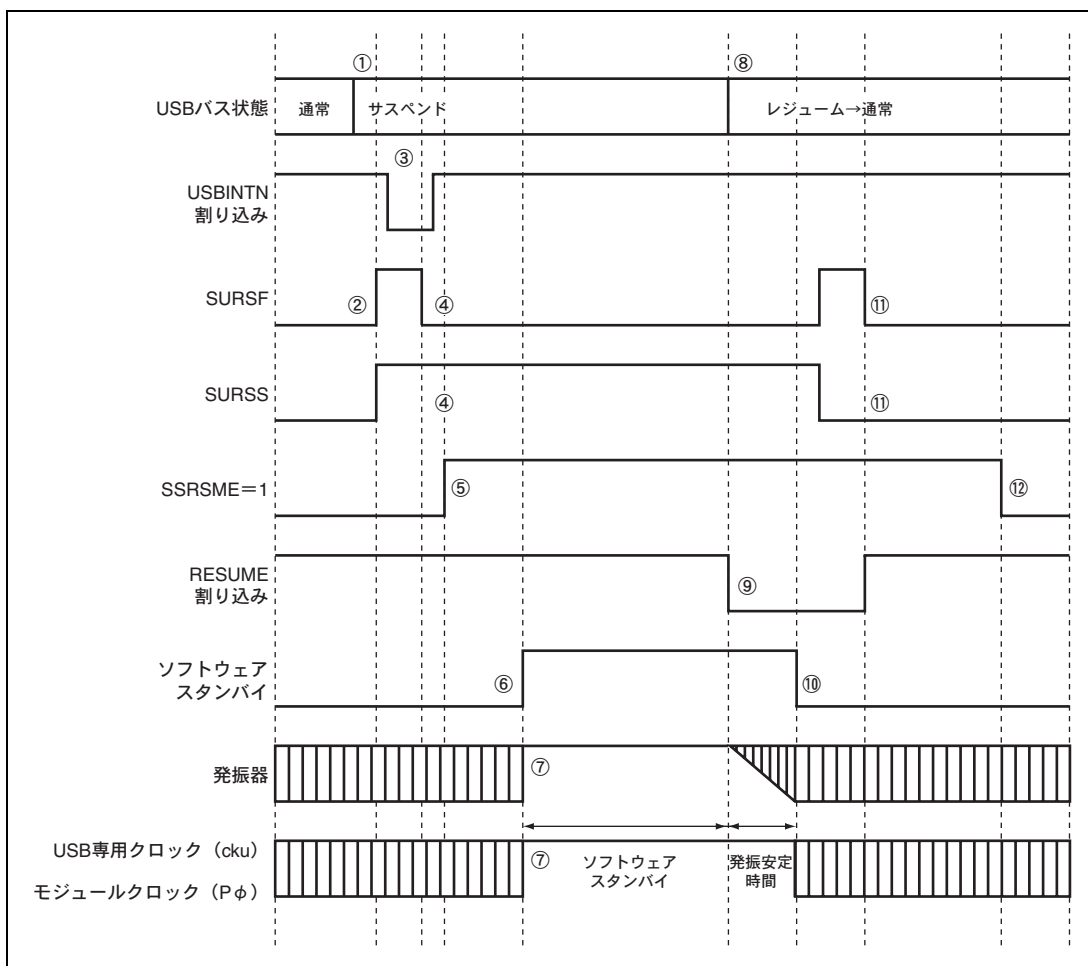 ① ⑧
USBバス状態 通常 サスペンド レジューム→通常
③
USBINTN
割り込み
SURSF ② ④ ⑪
SURSS ④ ⑪
SSRSME=1 ⑤ ⑫
RESUME
割り込み ⑨
ソフトウェア
スタンバイ ⑥ ⑩
発振器 ⑦
USB専用クロック（cku） ⑦ ソフトウェア 発振安定
モジュールクロック（Pφ） スタンバイ 時間